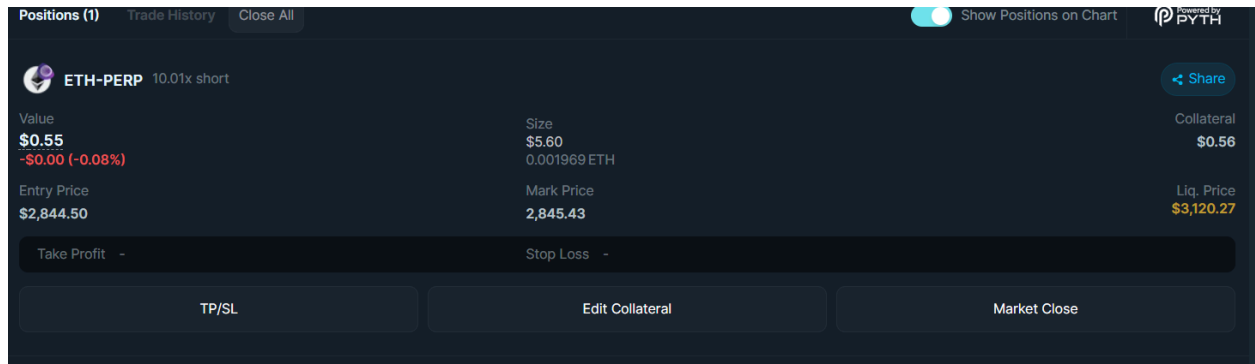 Positions (1) Trade History Close All Show Positions on Chart Powered by PYTH
ETH-PERP 10.01x short Share
Value Size Collateral
$0.55 $5.60 $0.56
-$0.00 (-0.08%) 0.001969 ETH
Entry Price Mark Price Liq. Price
$2,844.50 2,845.43 $3,120.27
Take Profit - Stop Loss -
TP/SL Edit Collateral Market Close